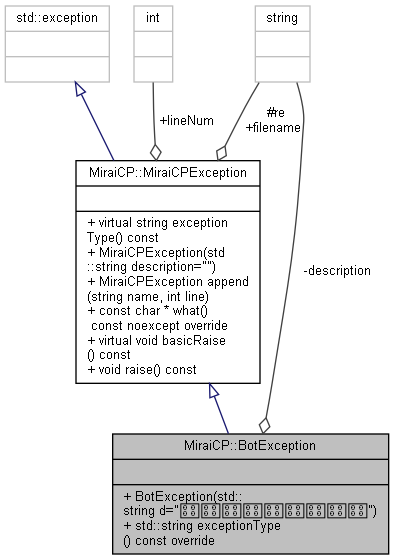 std::exception
int
string
+lineNum
#re
+filename
MiraiCP::MiraiCPException
+ virtual string exception
Type() const
+ MiraiCPException(std
::string description="")
+ MiraiCPException append
(string name, int line)
+ const char * what()
const noexcept override
+ virtual void basicRaise
() const
+ void raise() const
-description
MiraiCP::BotException
+ BotException(std::
string d="
")
+ std::string exceptionType
() const override